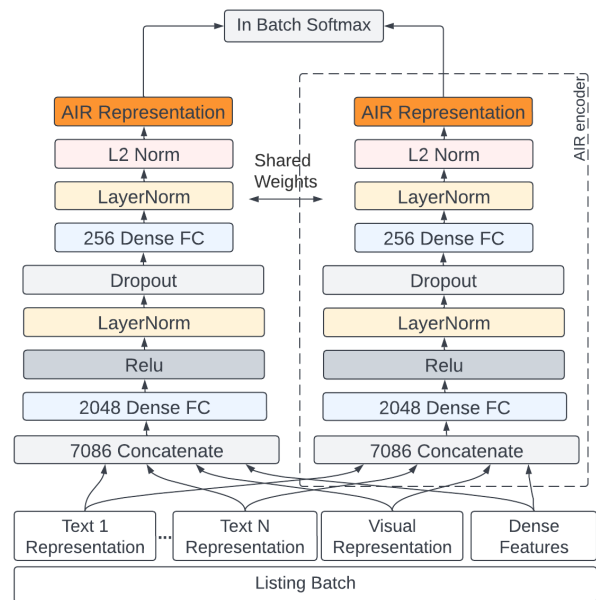 In Batch Softmax
AIR Representation
L2 Norm
LayerNorm
256 Dense FC
Dropout
LayerNorm
Relu
2048 Dense FC
7086 Concatenate
Shared
Weights
AIR encoder
AIR Representation
L2 Norm
LayerNorm
256 Dense FC
Dropout
LayerNorm
Relu
2048 Dense FC
7086 Concatenate
Text 1
Representation
...
Text N
Representation
Visual
Representation
Dense
Features
Listing Batch